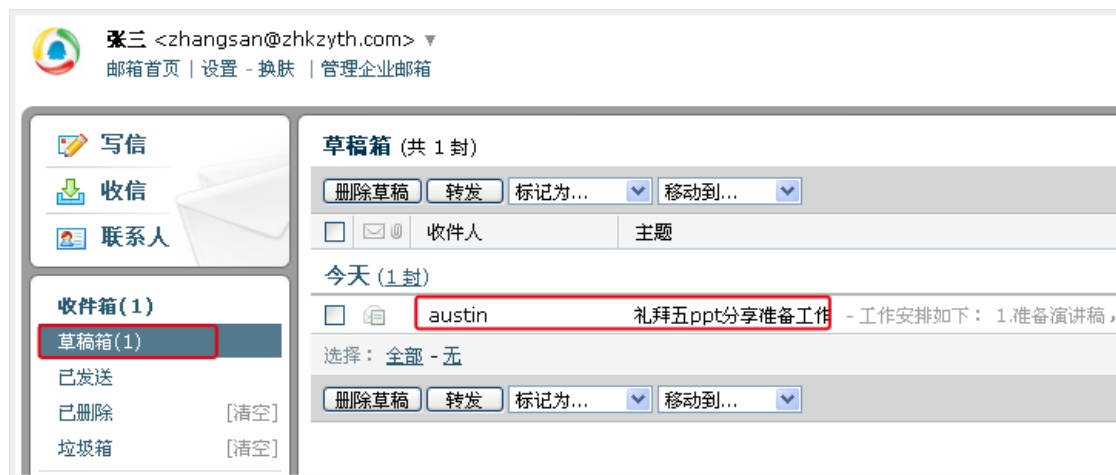 张三 <zhangsan@zhkzyth.com>
邮箱首页 | 设置 - 换肤 | 管理企业邮箱
写信
收信
联系人
收件箱(1)
草稿箱(1)
已发送
已删除 [清空]
垃圾箱 [清空]
草稿箱 (共 1 封)
删除草稿 转发 标记为... 移动到...
收件人 主题
今天 (1 封)
austin 礼拜五ppt分享准备工作 - 工作安排如下： 1.准备演讲稿，
选择： 全部 - 无
删除草稿 转发 标记为... 移动到...